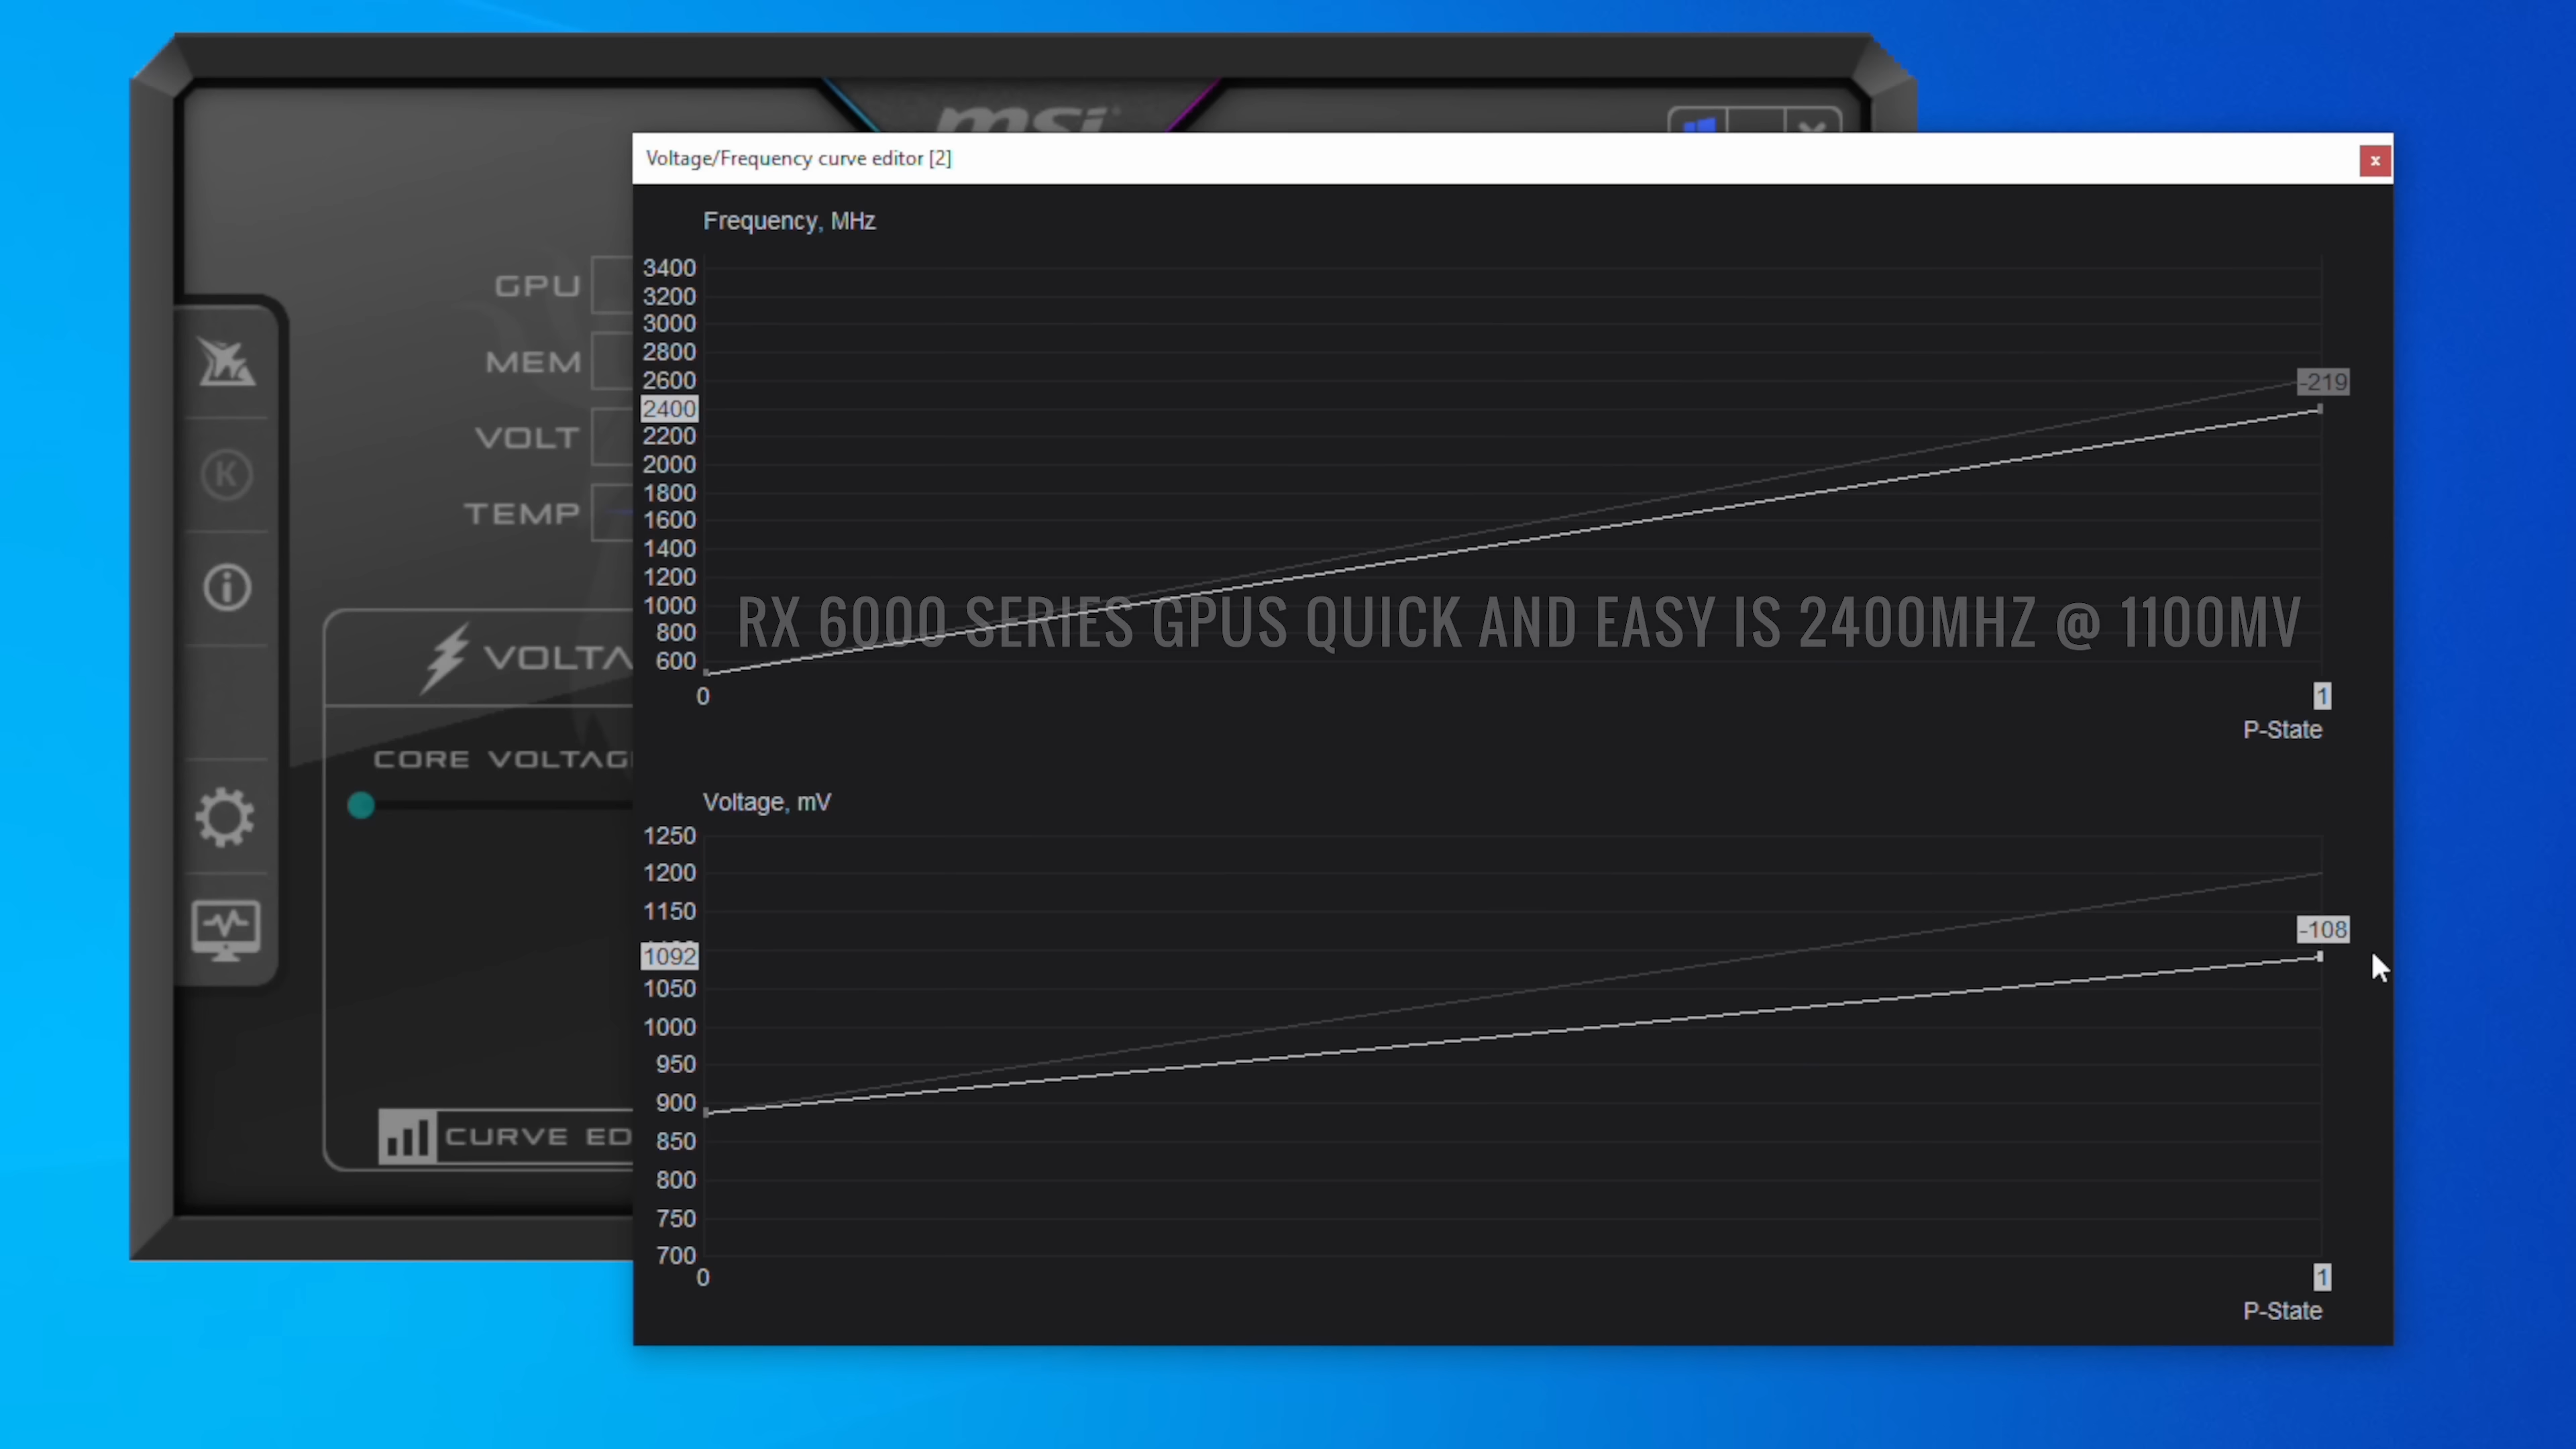 msi
Voltage/Frequency curve editor [2]
x
GPU
MEM
VOLT
TEMP
K
i
CORE VOLTAG
CURVE ED
Frequency, MHz
3400
3200
3000
2800
2600
2400
2200
2000
1800
1600
1400
1200
1000
800
600
-219
RX 6000 SERIES GPUS QUICK AND EASY IS 2400MHZ @ 1100MV
0
1
P-State
Voltage, mV
1250
1200
1150
1092
1050
1000
950
900
850
800
750
700
-108
0
1
P-State